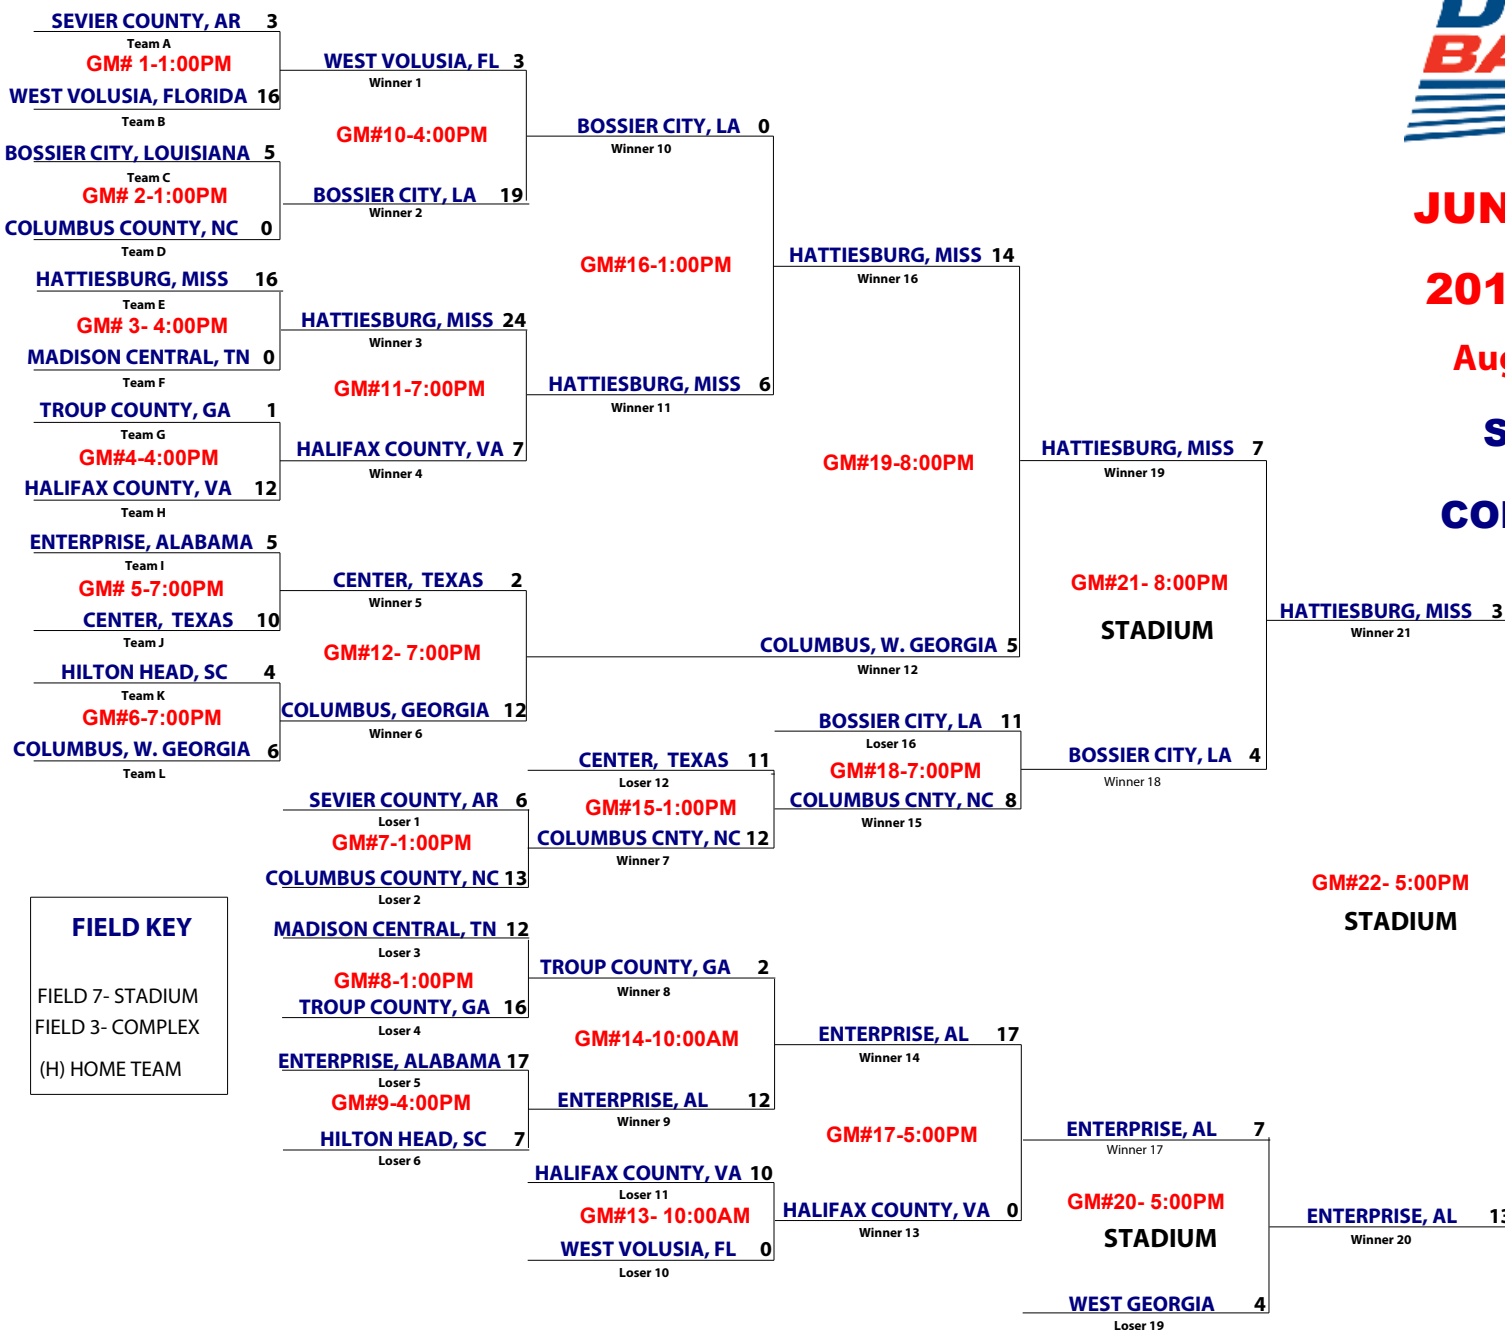 SEVIER COUNTY, AR 3
Team A
GM# 1-1:00PM
WEST VOLUSIA, FLORIDA 16
Team B
BOSSIER CITY, LOUISIANA 5
Team C
GM# 2-1:00PM
COLUMBUS COUNTY, NC 0
Team D
HATTIESBURG, MISS 16
Team E
GM# 3- 4:00PM
MADISON CENTRAL, TN 0
Team F
TROUP COUNTY, GA 1
Team G
GM#4-4:00PM
HALIFAX COUNTY, VA 12
Team H
ENTERPRISE, ALABAMA 5
Team I
GM# 5-7:00PM
CENTER, TEXAS 10
Team J
HILTON HEAD, SC 4
Team K
GM#6-7:00PM
COLUMBUS, W. GEORGIA 6
Team L
WEST VOLUSIA, FL 3
Winner 1
GM#10-4:00PM
BOSSIER CITY, LA 19
Winner 2
HATTIESBURG, MISS 24
Winner 3
GM#11-7:00PM
HALIFAX COUNTY, VA 7
Winner 4
CENTER, TEXAS 2
Winner 5
GM#12- 7:00PM
COLUMBUS, GEORGIA 12
Winner 6
SEVIER COUNTY, AR 6
Loser 1
GM#7-1:00PM
COLUMBUS COUNTY, NC 13
Loser 2
MADISON CENTRAL, TN 12
Loser 3
GM#8-1:00PM
TROUP COUNTY, GA 16
Loser 4
ENTERPRISE, ALABAMA 17
Loser 5
GM#9-4:00PM
HILTON HEAD, SC 7
Loser 6
BOSSIER CITY, LA 0
Winner 10
GM#16-1:00PM
HATTIESBURG, MISS 6
Winner 11
CENTER, TEXAS 11
Loser 12
GM#15-1:00PM
COLUMBUS CNTY, NC 12
Winner 7
TROUP COUNTY, GA 2
Winner 8
GM#14-10:00AM
ENTERPRISE, AL 12
Winner 9
HALIFAX COUNTY, VA 10
Loser 11
GM#13- 10:00AM
WEST VOLUSIA, FL 0
Loser 10
HATTIESBURG, MISS 14
Winner 16
GM#19-8:00PM
COLUMBUS, W. GEORGIA 5
Winner 12
BOSSIER CITY, LA 11
Loser 16
GM#18-7:00PM
COLUMBUS CNTY, NC 8
Winner 15
ENTERPRISE, AL 17
Winner 14
GM#17-5:00PM
HALIFAX COUNTY, VA 0
Winner 13
HATTIESBURG, MISS 7
Winner 19
GM#21- 8:00PM
STADIUM
BOSSIER CITY, LA 4
Winner 18
ENTERPRISE, AL 7
Winner 17
GM#20- 5:00PM
STADIUM
WEST GEORGIA 4
Loser 19
HATTIESBURG, MISS 3
Winner 21
GM#22- 5:00PM
STADIUM
ENTERPRISE, AL 13
Winner 20
FIELD KEY
FIELD 7- STADIUM
FIELD 3- COMPLEX
(H) HOME TEAM
BA
JUN
201
Aug
S